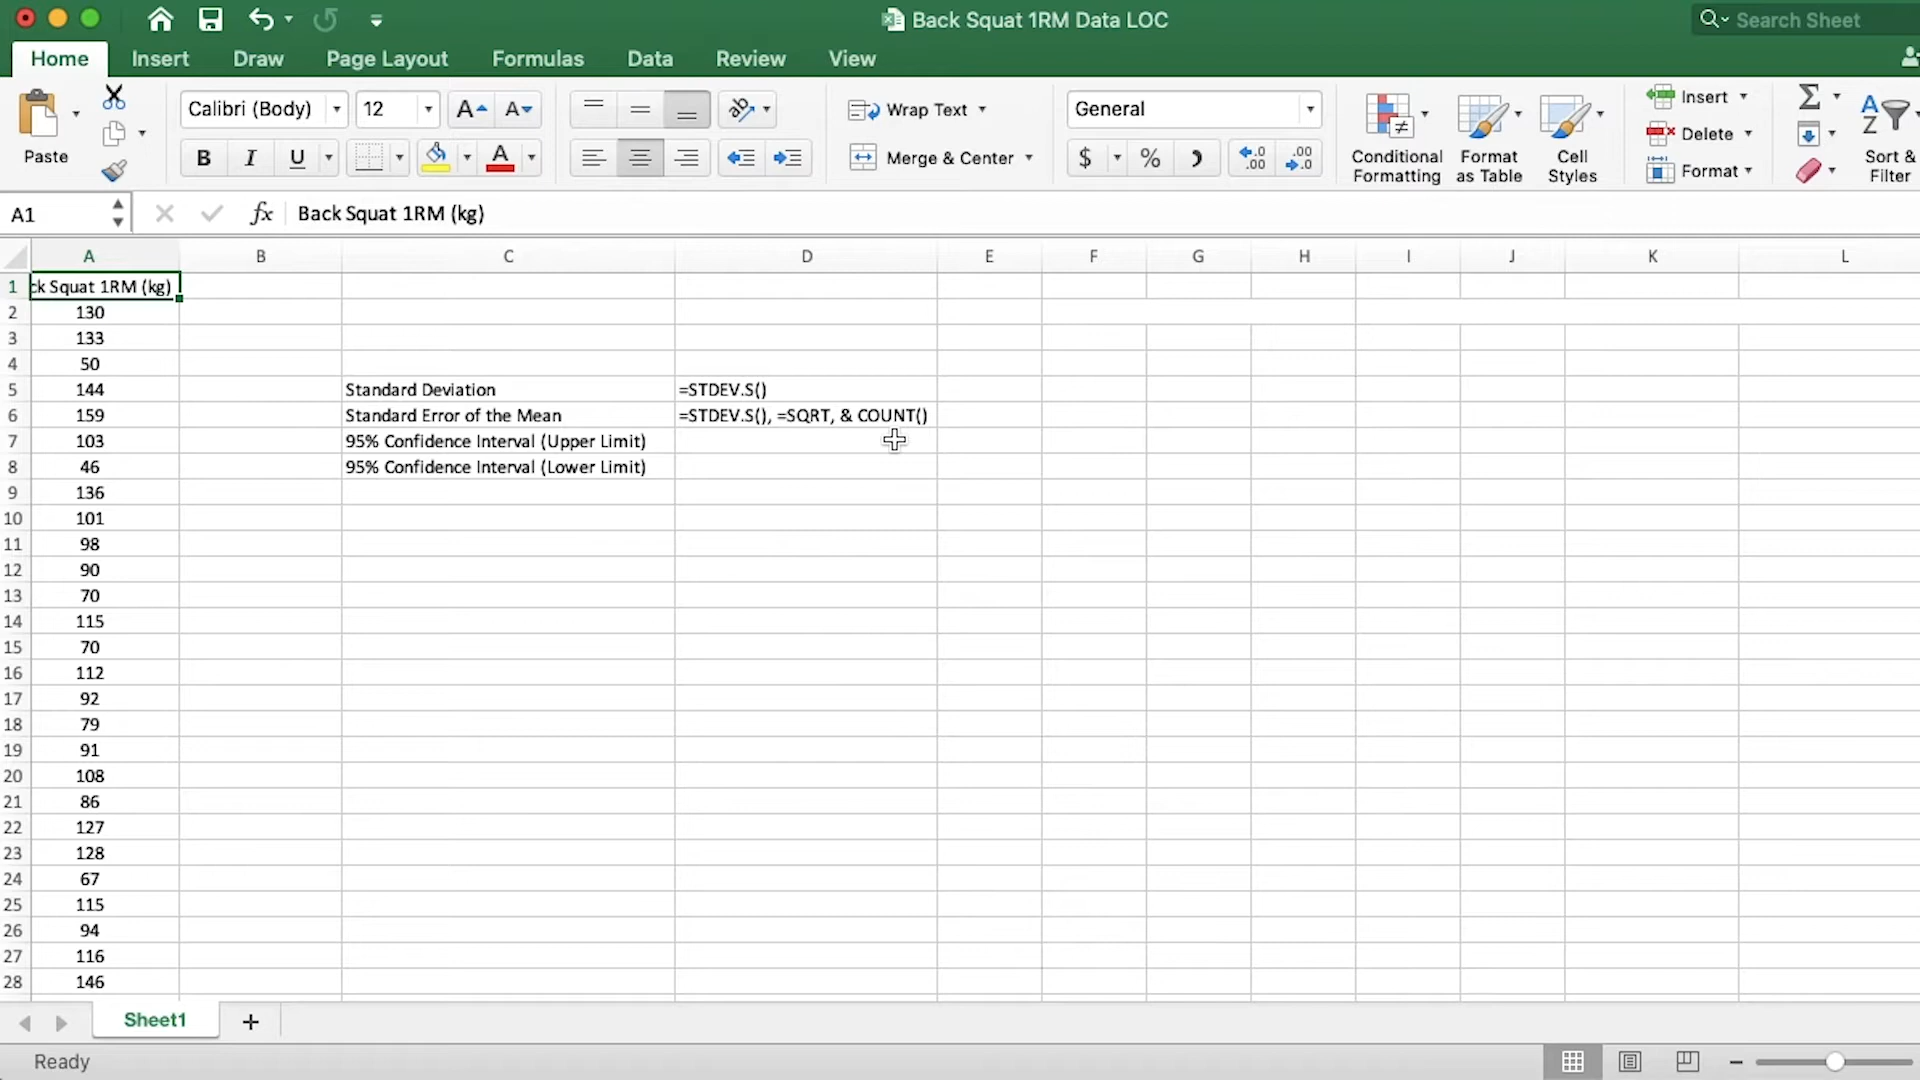 Back Squat 1RM Data LOC
Search Sheet
Home Insert Draw Page Layout Formulas Data Review View
Paste
Calibri (Body) 12
Wrap Text
General
Insert
B I U A
Merge & Center
$ % 
Conditional Formatting
Format as Table
Cell Styles
Delete
Format
Sort & Filter
A1 fx Back Squat 1RM (kg)
A B C D E F G H I J K L
1 ck Squat 1RM (kg)
2 130
3 133
4 50
5 144 Standard Deviation =STDEV.S()
6 159 Standard Error of the Mean =STDEV.S(), =SQRT, & COUNT()
7 103 95% Confidence Interval (Upper Limit)
8 46 95% Confidence Interval (Lower Limit)
9 136
10 101
11 98
12 90
13 70
14 115
15 70
16 112
17 92
18 79
19 91
20 108
21 86
22 127
23 128
24 67
25 115
26 94
27 116
28 146
Sheet1 +
Ready